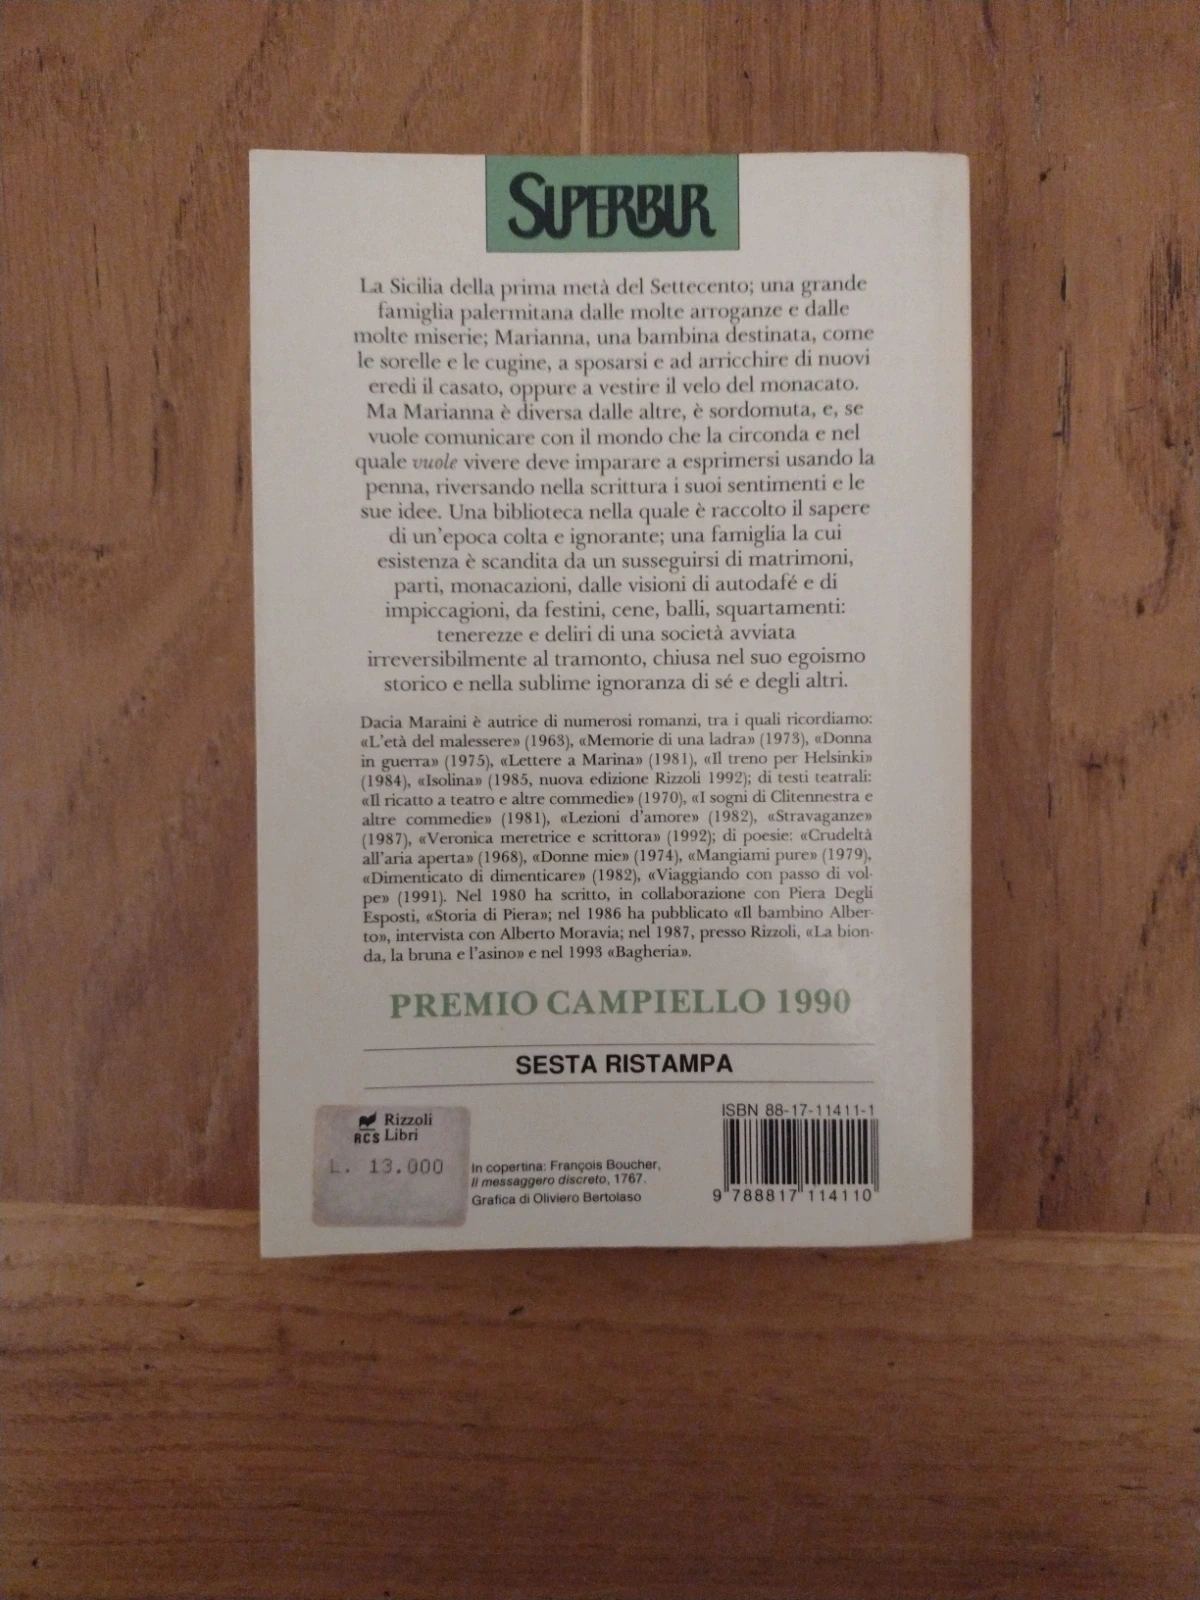 SUPERBUR
La Sicilia della prima metà del Settecento; una grande
famiglia palermitana dalle molte arroganze e dalle
molte miserie; Marianna, una bambina destinata, come
le sorelle e le cugine, a sposarsi e ad arricchire di nuovi
eredi il casato, oppure a vestire il velo del monacato.
Ma Marianna è diversa dalle altre, è sordomuta, e, se
vuole comunicare con il mondo che la circonda e nel
quale vuole vivere deve imparare a esprimersi usando la
penna, riversando nella scrittura i suoi sentimenti e le
sue idee. Una biblioteca nella quale è raccolto il sapere
di un'epoca colta e ignorante; una famiglia la cui
esistenza è scandita da un susseguirsi di matrimoni,
parti, monacazioni, dalle visioni di autodafé e di
impiccagioni, da festini, cene, balli, squartamenti:
tenerezze e deliri di una società avviata
irreversibilmente al tramonto, chiusa nel suo egoismo
storico e nella sublime ignoranza di sé e degli altri.
Dacia Maraini è autrice di numerosi romanzi, tra i quali ricordiamo:
«L'età del malessere» (1963), «Memorie di una ladra» (1973), «Donna
in guerra» (1975), «Lettere a Marina» (1981), «Il treno per Helsinki»
(1984), «Isolina» (1985, nuova edizione Rizzoli 1992); di testi teatrali:
«Il ricatto a teatro e altre commedie» (1970), «I sogni di Clitennestra e
altre commedie» (1981), «Lezioni d'amore» (1982), «Stravaganze»
(1987), «Veronica meretrice e scrittora» (1992); di poesie: «Crudeltà
all'aria aperta» (1968), «Donne mie» (1974), «Mangiami pure» (1979),
«Dimenticato di dimenticare» (1982), «Viaggiando con passo di vol-
pe» (1991). Nel 1980 ha scritto, in collaborazione con Piera Degli
Esposti, «Storia di Piera»; nel 1986 ha pubblicato «Il bambino Alber-
to», intervista con Alberto Moravia; nel 1987, presso Rizzoli, «La bion-
da, la bruna e l'asino» e nel 1993 «Bagheria».
PREMIO CAMPIELLO 1990
SESTA RISTAMPA
Rizzoli
RCS Libri
L. 13.000
In copertina: François Boucher,
Il messaggero discreto, 1767.
Grafica di Oliviero Bertolaso
ISBN 88-17-11411-1
9 788817 114110